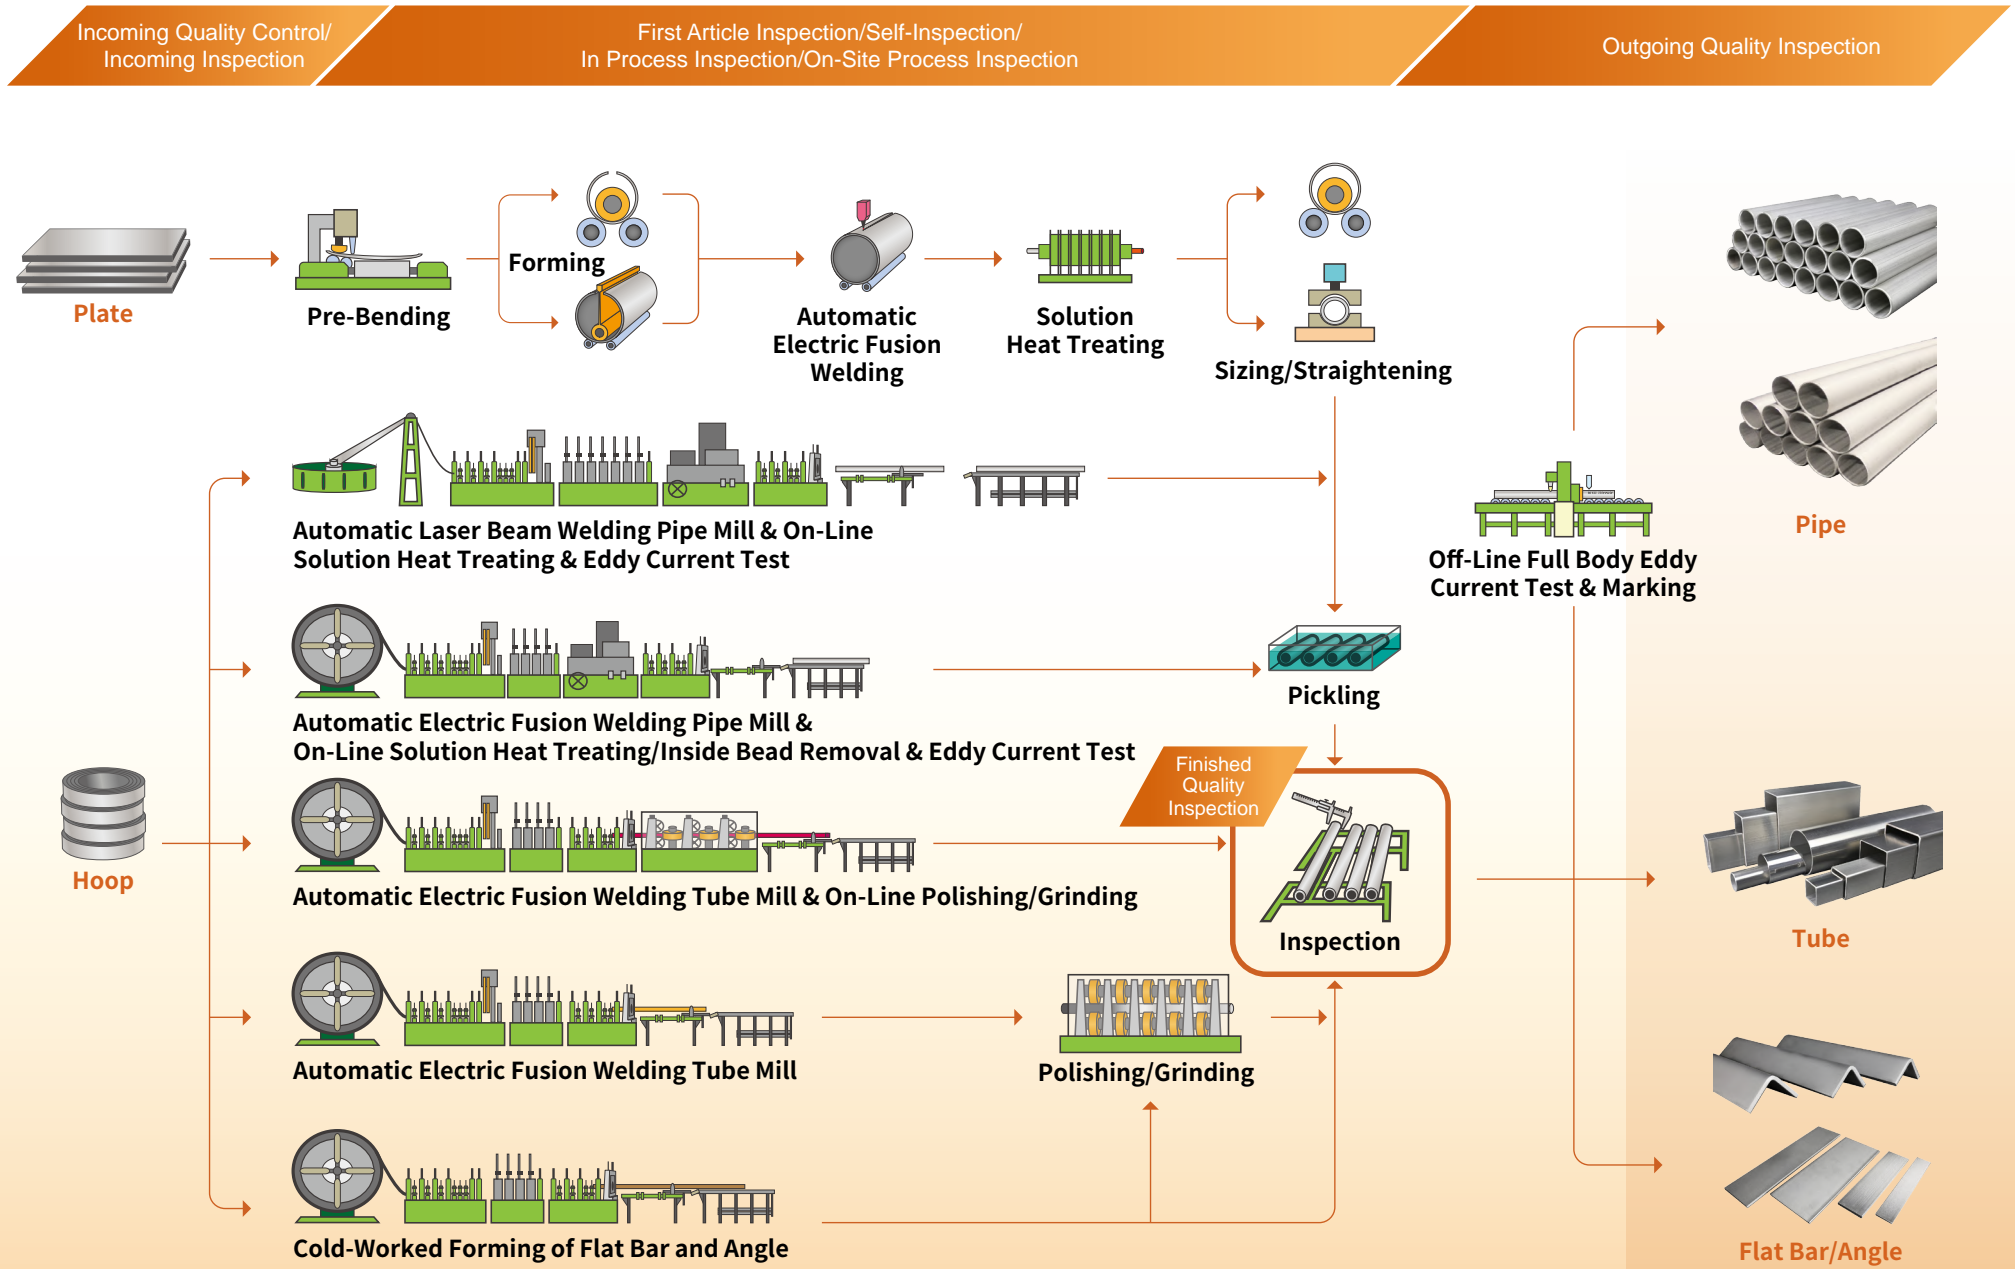 Incoming Quality Control/
Incoming Inspection
First Article Inspection/Self-Inspection/
In Process Inspection/On-Site Process Inspection
Outgoing Quality Inspection
Plate
Pre-Bending
Forming
Automatic
Electric Fusion
Welding
Solution
Heat Treating
Sizing/Straightening
Automatic Laser Beam Welding Pipe Mill & On-Line
Solution Heat Treating & Eddy Current Test
Off-Line Full Body Eddy
Current Test & Marking
Pipe
Automatic Electric Fusion Welding Pipe Mill &
On-Line Solution Heat Treating/Inside Bead Removal & Eddy Current Test
Pickling
Finished
Quality
Inspection
Hoop
Automatic Electric Fusion Welding Tube Mill & On-Line Polishing/Grinding
Inspection
Tube
Automatic Electric Fusion Welding Tube Mill
Polishing/Grinding
Cold-Worked Forming of Flat Bar and Angle
Flat Bar/Angle